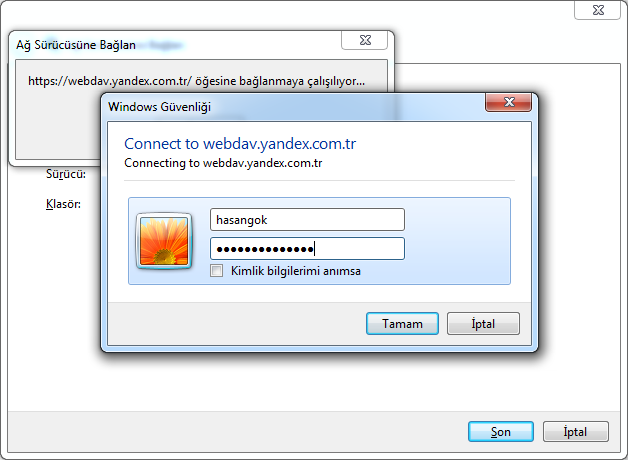 Ağ Sürücüsüne Bağlan
https://webdav.yandex.com.tr/ öğesine bağlanmaya çalışılıyor...
Windows Güvenliği
Connect to webdav.yandex.com.tr
Connecting to webdav.yandex.com.tr
Sürücü:
Klasör:
hasangok
●●●●●●●●●●●●●●
Kimlik bilgilerimi anımsa
Tamam
İptal
Son
İptal